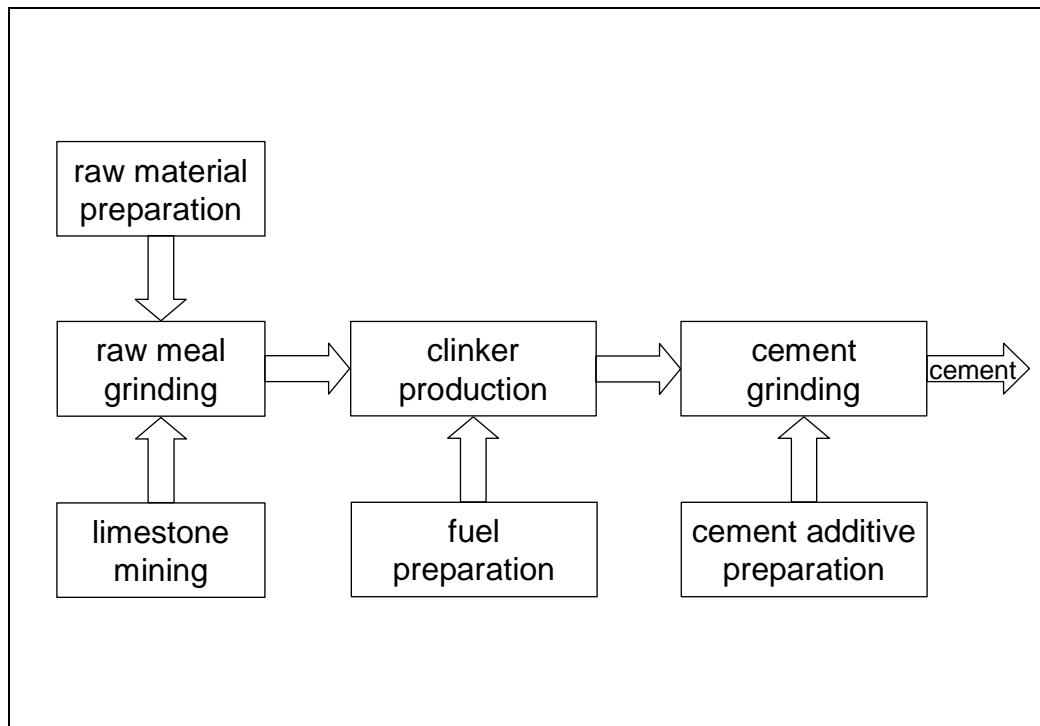 raw material
preparation
raw meal
grinding
clinker
production
cement
grinding
cement
limestone
mining
fuel
preparation
cement additive
preparation